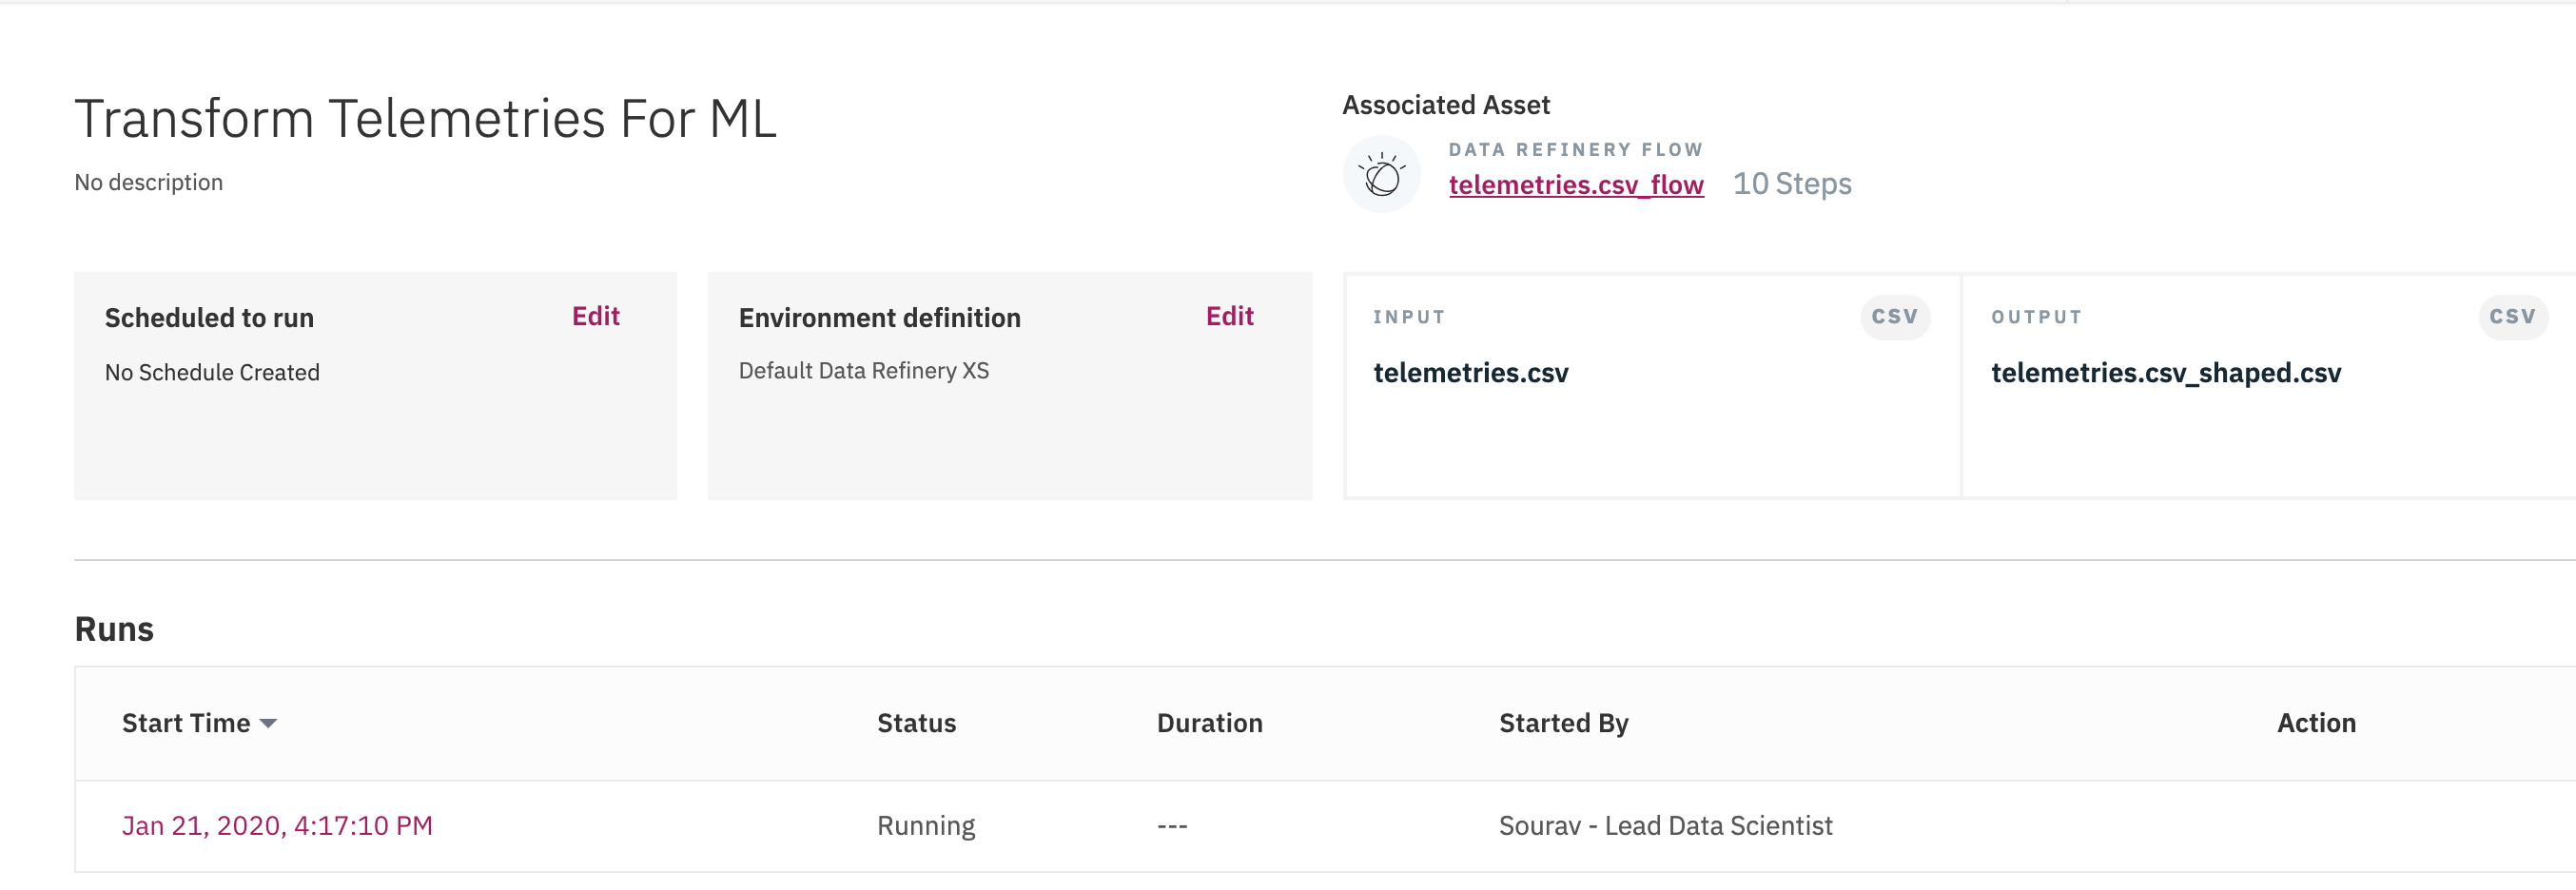 Transform Telemetries For ML
No description
Associated Asset
DATA REFINERY FLOW
telemetries.csv_flow 10 Steps
Scheduled to run Edit
No Schedule Created
Environment definition Edit
Default Data Refinery XS
INPUT CSV
telemetries.csv
OUTPUT CSV
telemetries.csv_shaped.csv
Runs
Start Time Status Duration Started By Action
Jan 21, 2020, 4:17:10 PM Running --- Sourav - Lead Data Scientist